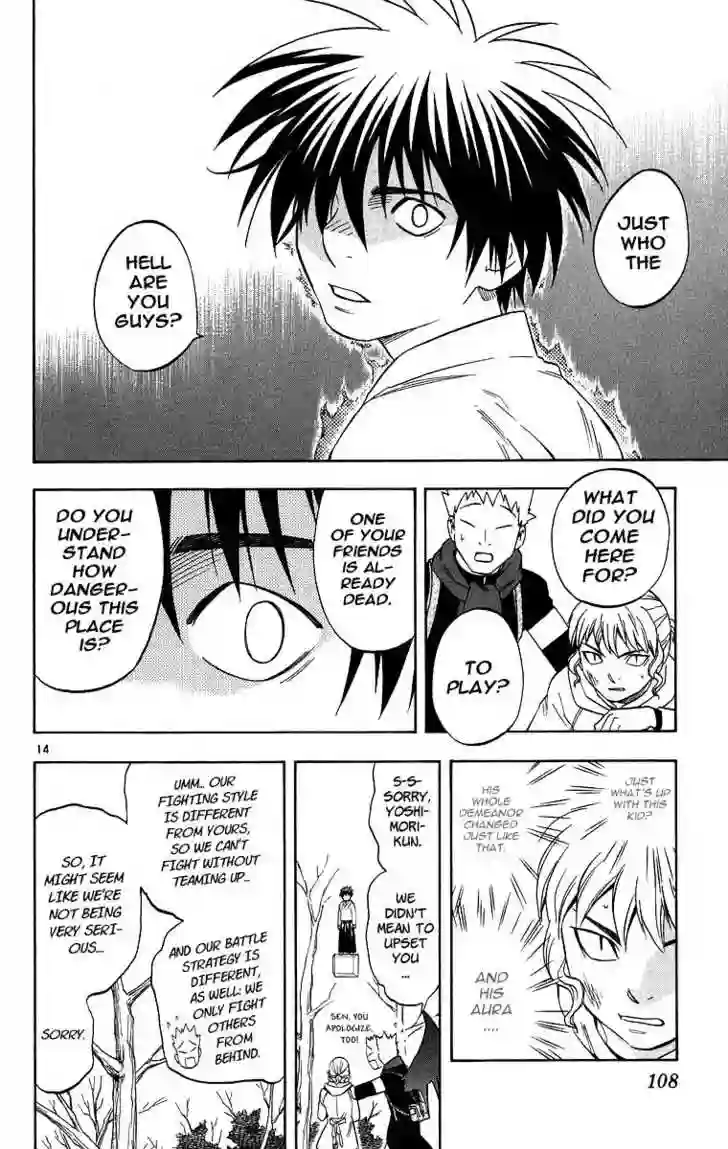 JUST
WHO
THE
HELL
ARE
YOU
GUYS?
WHAT
DID YOU
COME
HERE
FOR?
TO
PLAY?
ONE
OF YOUR
FRIENDS
IS AL-
READY
DEAD.
DO YOU
UNDER-
STAND
HOW
DANGER-
OUS THIS
PLACE
IS?
14
JUST
WHAT'S UP
WITH THIS
KID?
HIS
WHOLE
DEMEANOR
CHANGED
JUST LIKE
THAT.
AND
HIS
AURA
....
S-S-
SORRY,
YOSHI-
MORI-
KUN.
WE
DIDN'T
MEAN TO
UPSET
YOU
...
SEN, YOU
APOLOGIZE,
TOO!
UMM.. OUR
FIGHTING STYLE
IS DIFFERENT
FROM YOURS,
SO WE CAN'T
FIGHT WITHOUT
TEAMING UP...
AND OUR BATTLE
STRATEGY IS
DIFFERENT,
AS WELL: WE
ONLY FIGHT
OTHERS
FROM
BEHIND.
SO, IT
MIGHT SEEM
LIKE WE'RE
NOT BEING
VERY SERI-
OUS...
SORRY.
108